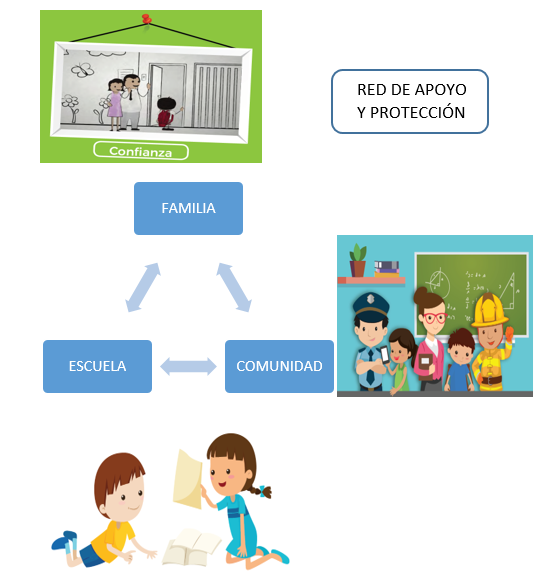 Confianza
RED DE APOYO
Y PROTECCIÓN
FAMILIA
ESCUELA
COMUNIDAD